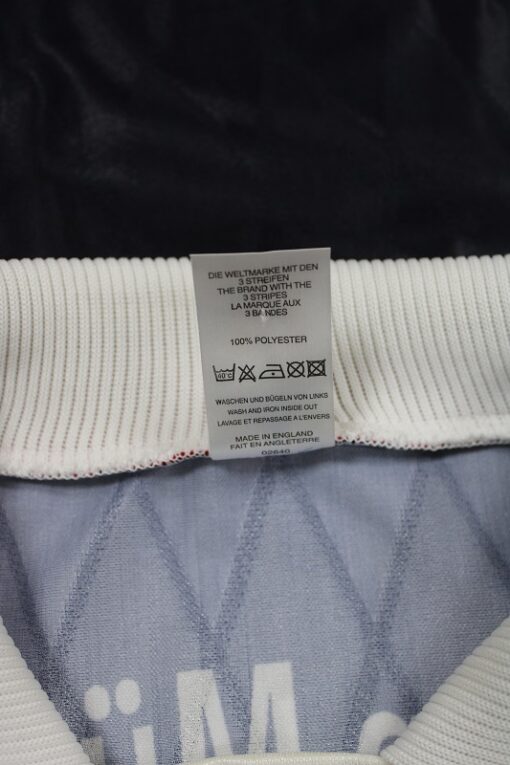 DIE WELTMARKE MIT DEN
3 STREIFEN
THE BRAND WITH THE
3 STRIPES
LA MARQUE AUX
3 BANDES
100% POLYESTER
40°C
WASCHEN UND BÜGELN VON LINKS
WASH AND IRON INSIDE OUT
LAVAGE ET REPASSAGE A L'ENVERS
MADE IN ENGLAND
FAIT EN ANGLETERRE
02640